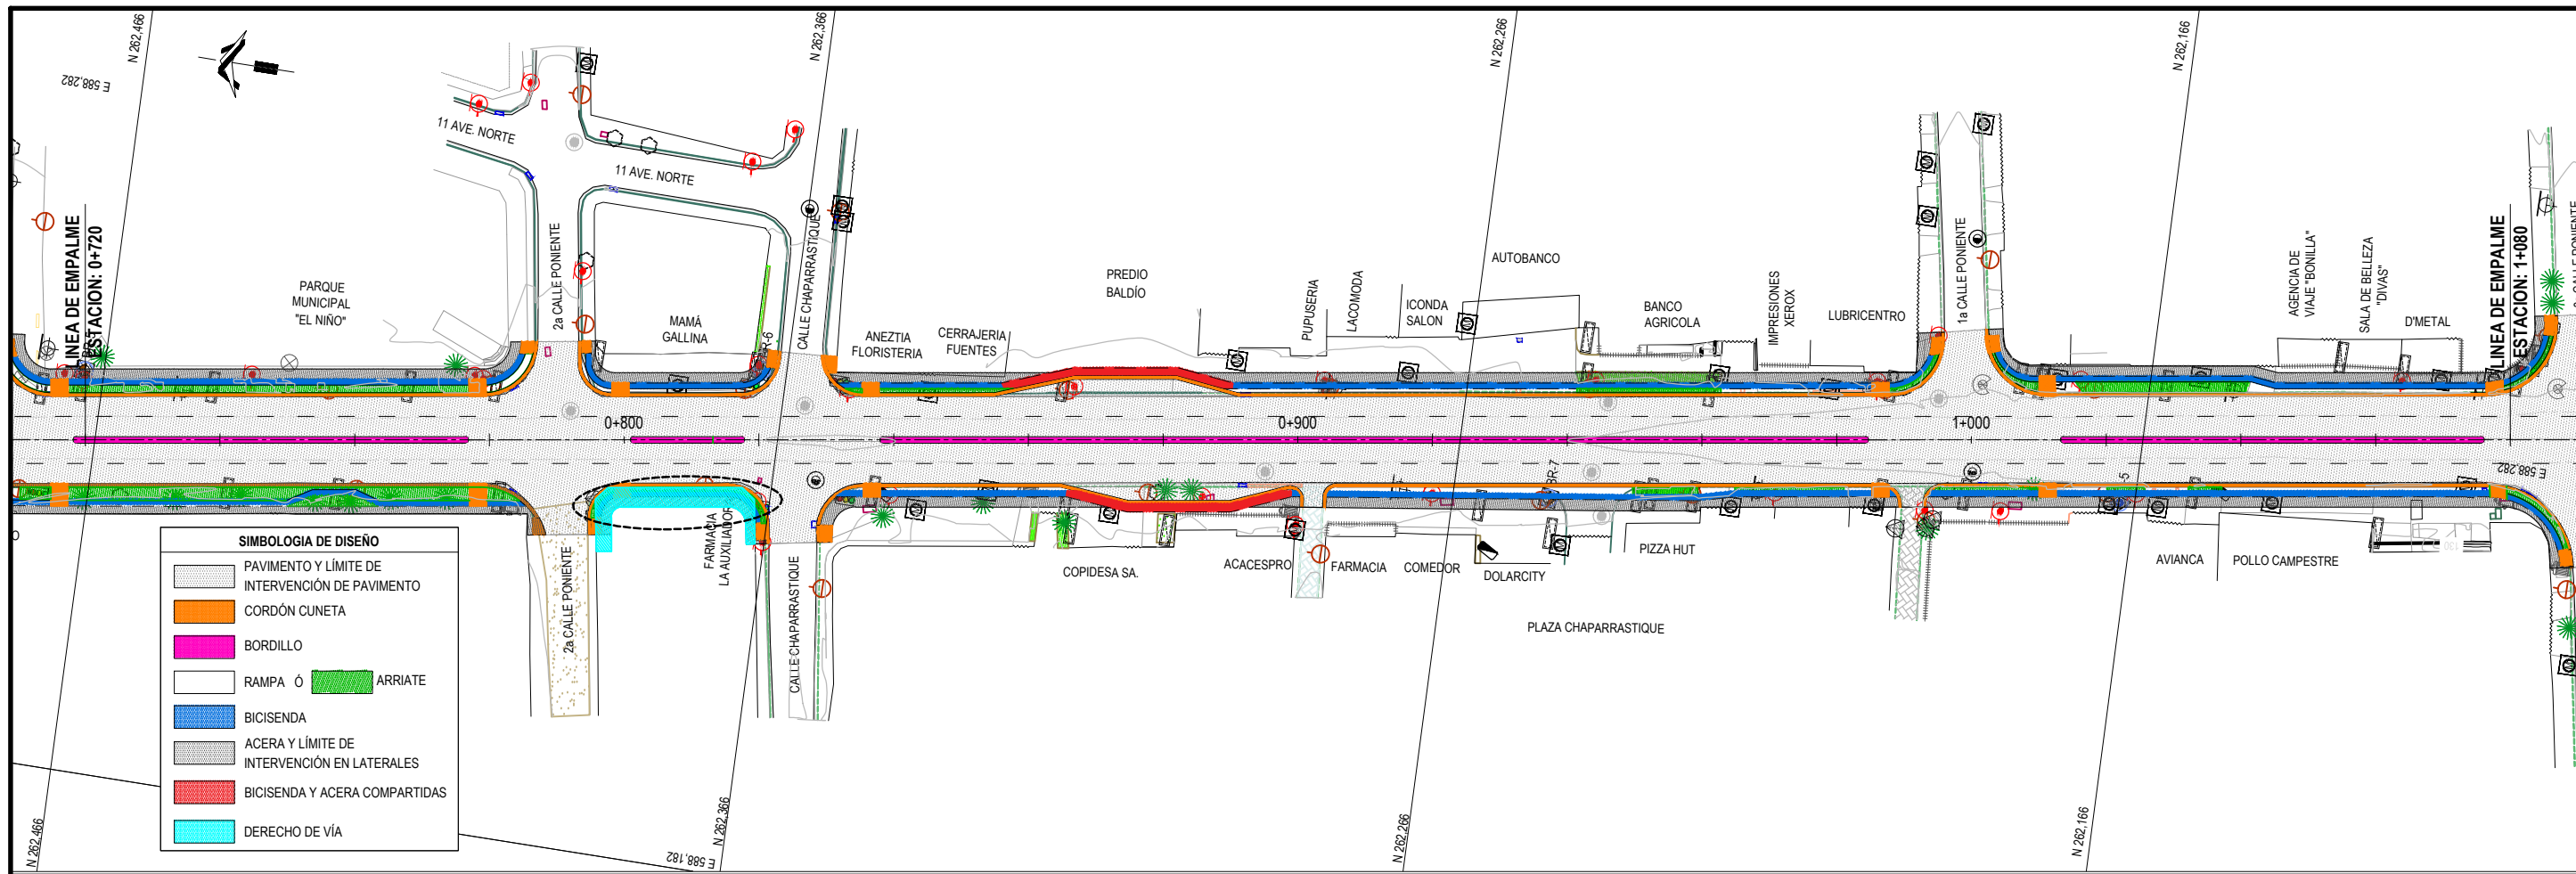 N 262,466
E 588,282
N 262,366
N 262,266
N 262,166
11 AVE. NORTE
11 AVE. NORTE
LINEA DE EMPALME
ESTACION: 0+720
PARQUE
MUNICIPAL
"EL NIÑO"
2a CALLE PONIENTE
MAMÁ
GALLINA
CALLE CHAPARRASTIQUE
ANEZTIA
FLORISTERIA
CERRAJERIA
FUENTES
PREDIO
BALDÍO
PUPUSERIA
LACOMODA
ICONDA
SALON
AUTOBANCO
BANCO
AGRICOLA
IMPRESIONES
XEROX
LUBRICENTRO
1a CALLE PONIENTE
AGENCIA DE
VIAJE "BONILLA"
SALA DE BELLEZA
"DIVAS"
D'METAL
LINEA DE EMPALME
ESTACION: 1+080
0+800
0+900
1+000
E 588,282
BR-7
FARMACIA
LA AUXILIADOR
2a CALLE PONIENTE
CALLE CHAPARRASTIQUE
COPIDESA SA.
ACACESPRO
FARMACIA
COMEDOR
DOLARCITY
PIZZA HUT
PLAZA CHAPARRASTIQUE
AVIANCA
POLLO CAMPESTRE
SIMBOLOGIA DE DISEÑO
PAVIMENTO Y LÍMITE DE
INTERVENCIÓN DE PAVIMENTO
CORDÓN CUNETA
BORDILLO
RAMPA Ó ARRIATE
BICISENDA
ACERA Y LÍMITE DE
INTERVENCIÓN EN LATERALES
BICISENDA Y ACERA COMPARTIDAS
DERECHO DE VÍA
N 262,466
N 262,366
E 588,182
N 262,266
N 262,166